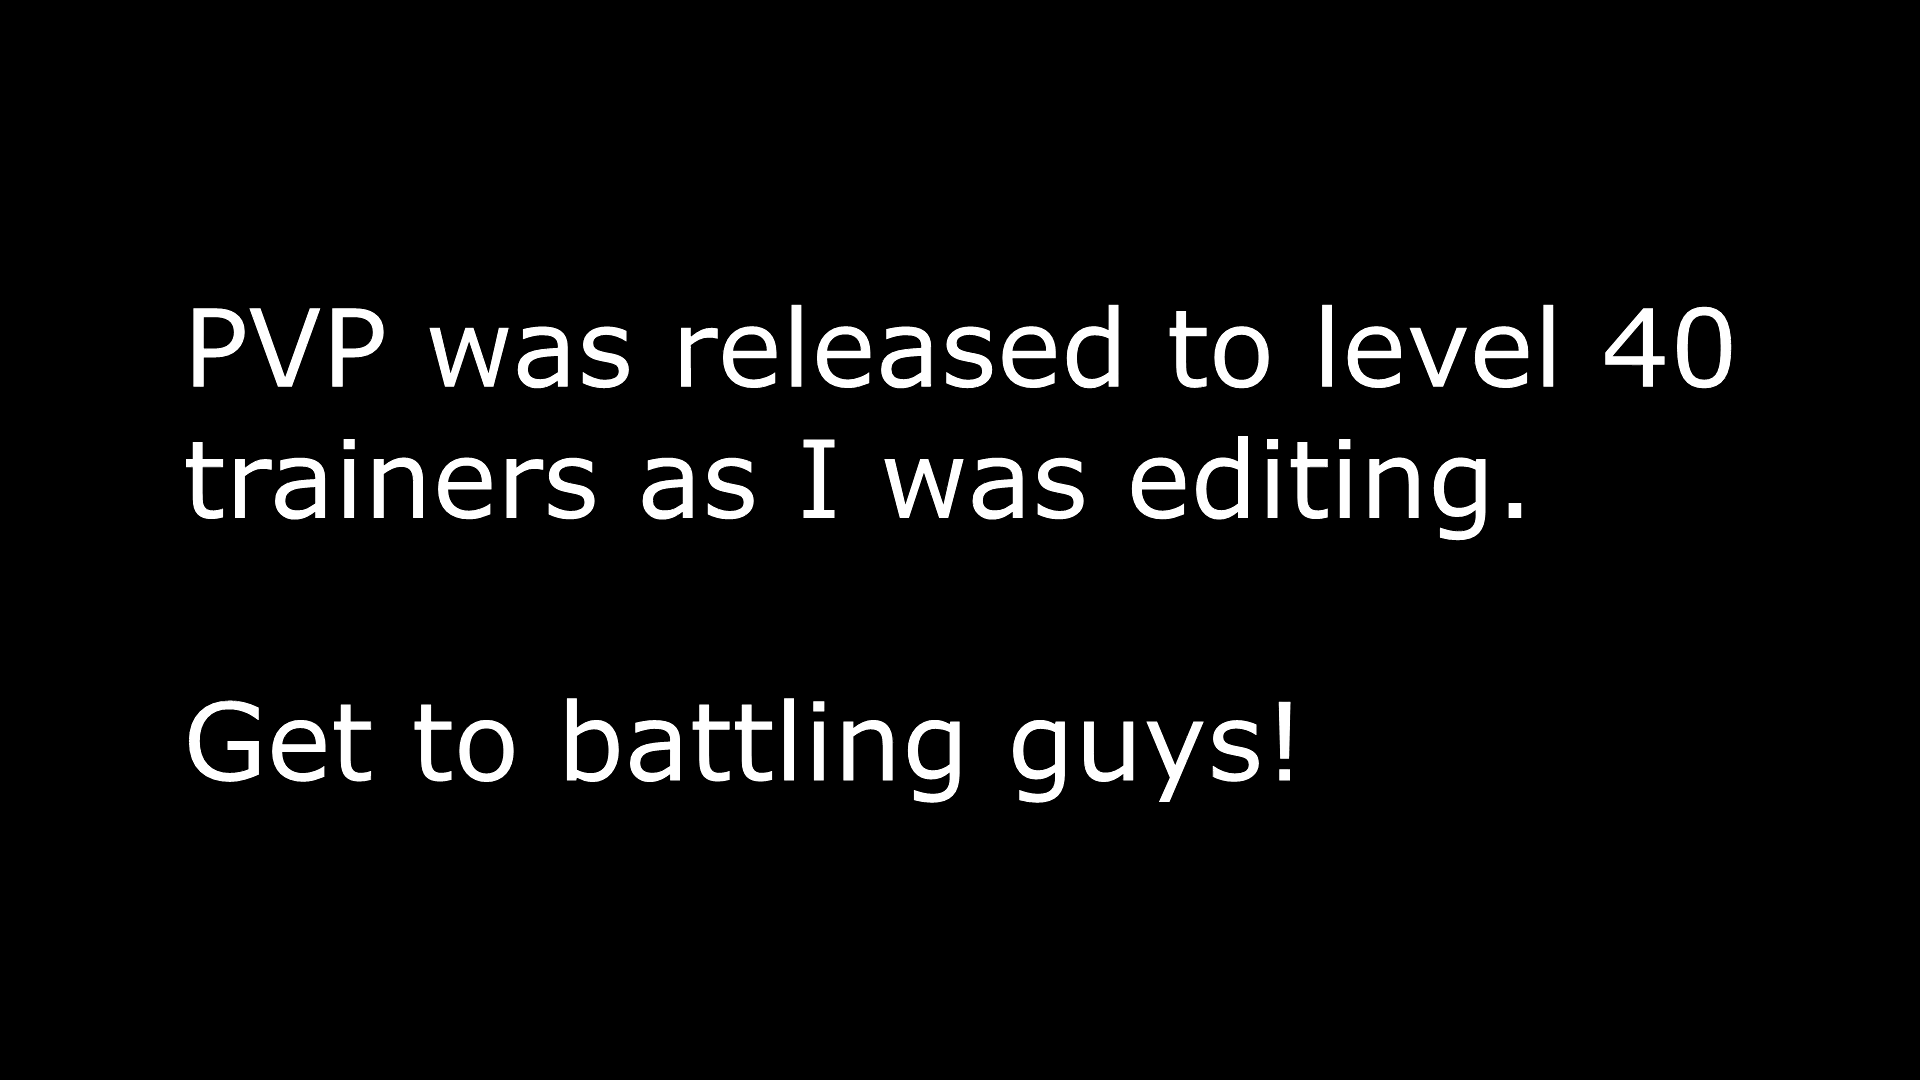 PVP was released to level 40
trainers as I was editing.
Get to battling guys!